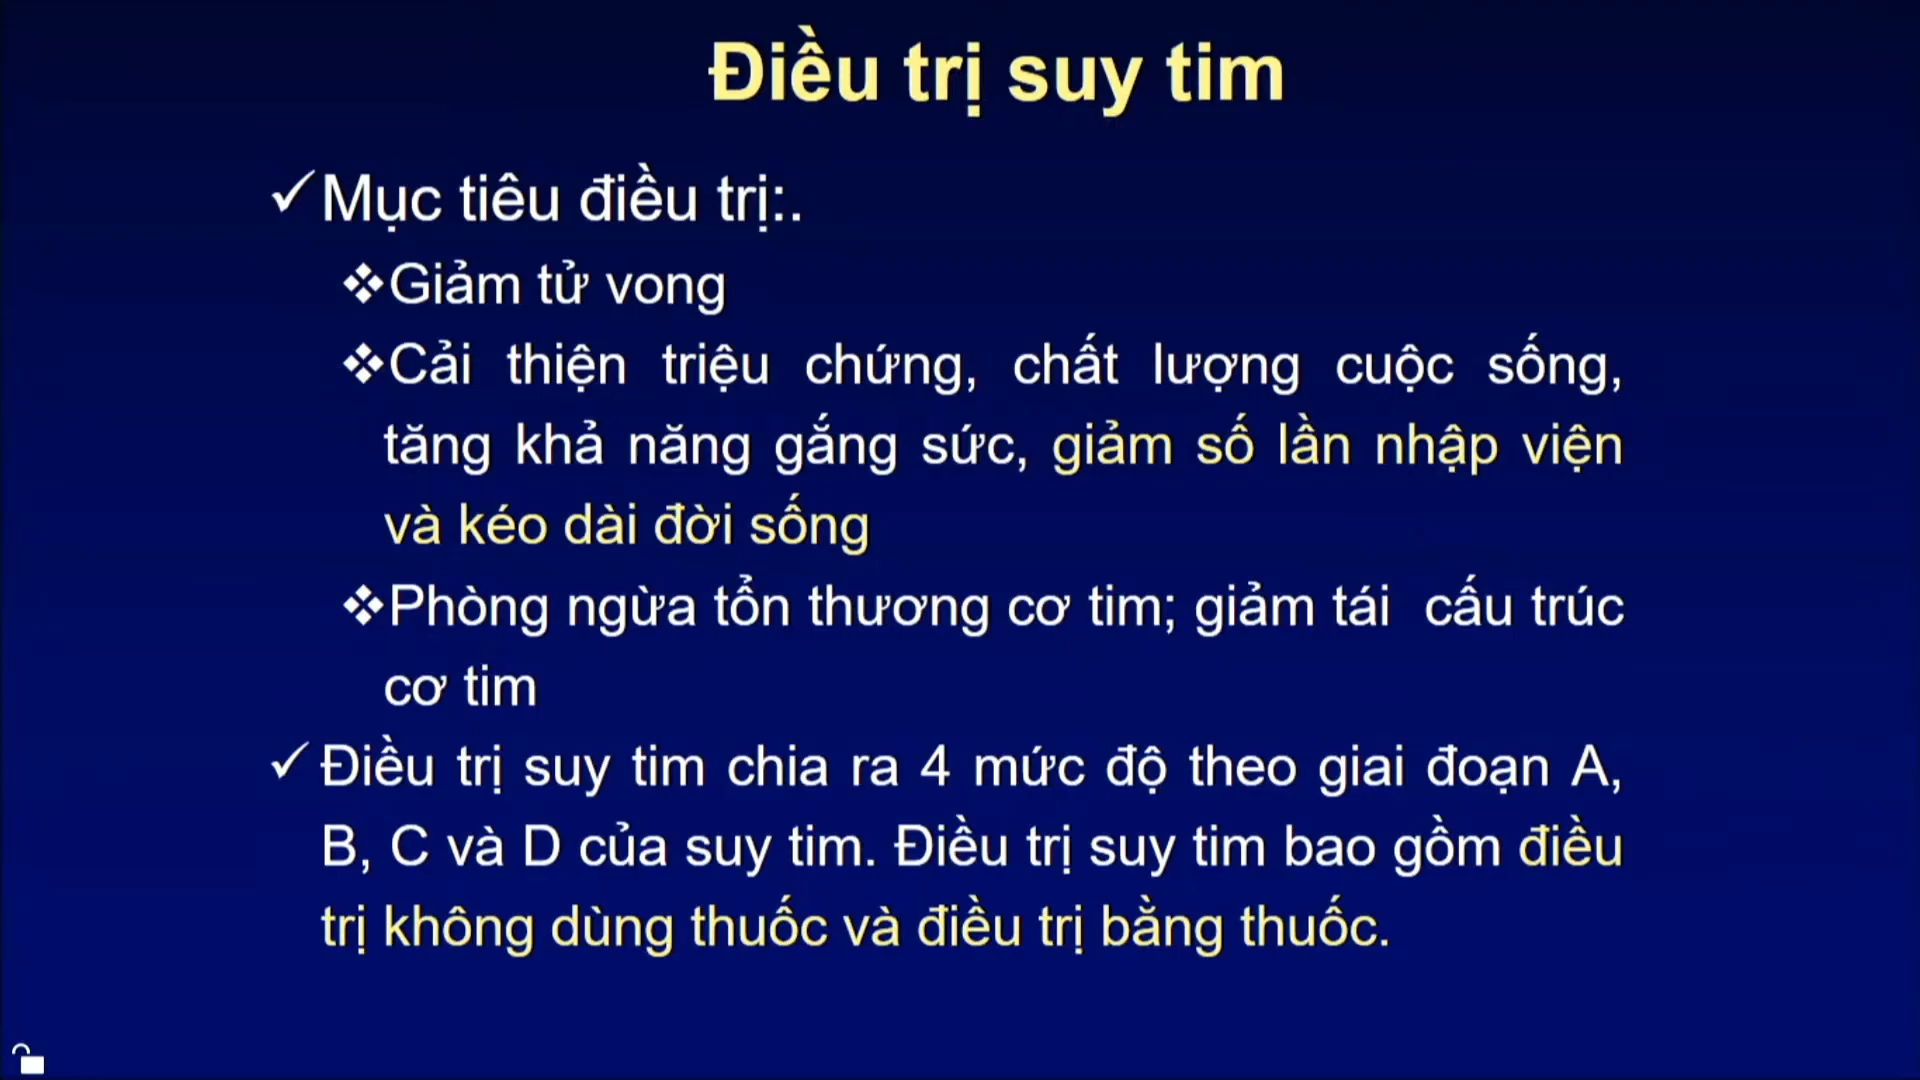 Điều trị suy tim
✓Mục tiêu điều trị:.
❖Giảm tử vong
❖Cải thiện triệu chứng, chất lượng cuộc sống,
tăng khả năng gắng sức, giảm số lần nhập viện
và kéo dài đời sống
❖Phòng ngừa tổn thương cơ tim; giảm tái cấu trúc
cơ tim
✓Điều trị suy tim chia ra 4 mức độ theo giai đoạn A,
B, C và D của suy tim. Điều trị suy tim bao gồm điều
trị không dùng thuốc và điều trị bằng thuốc.